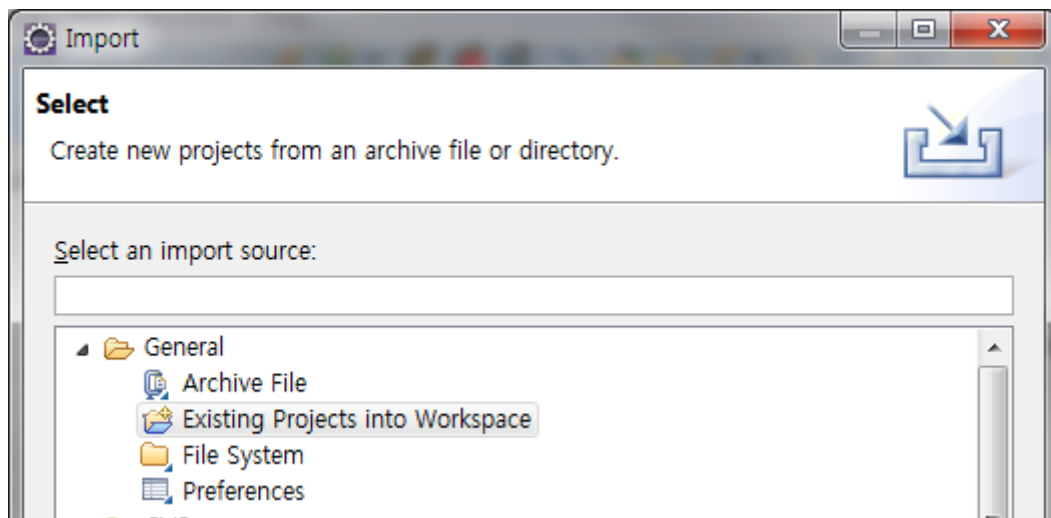 Import
Select
Create new projects from an archive file or directory.
Select an import source:
General
Archive File
Existing Projects into Workspace
File System
Preferences